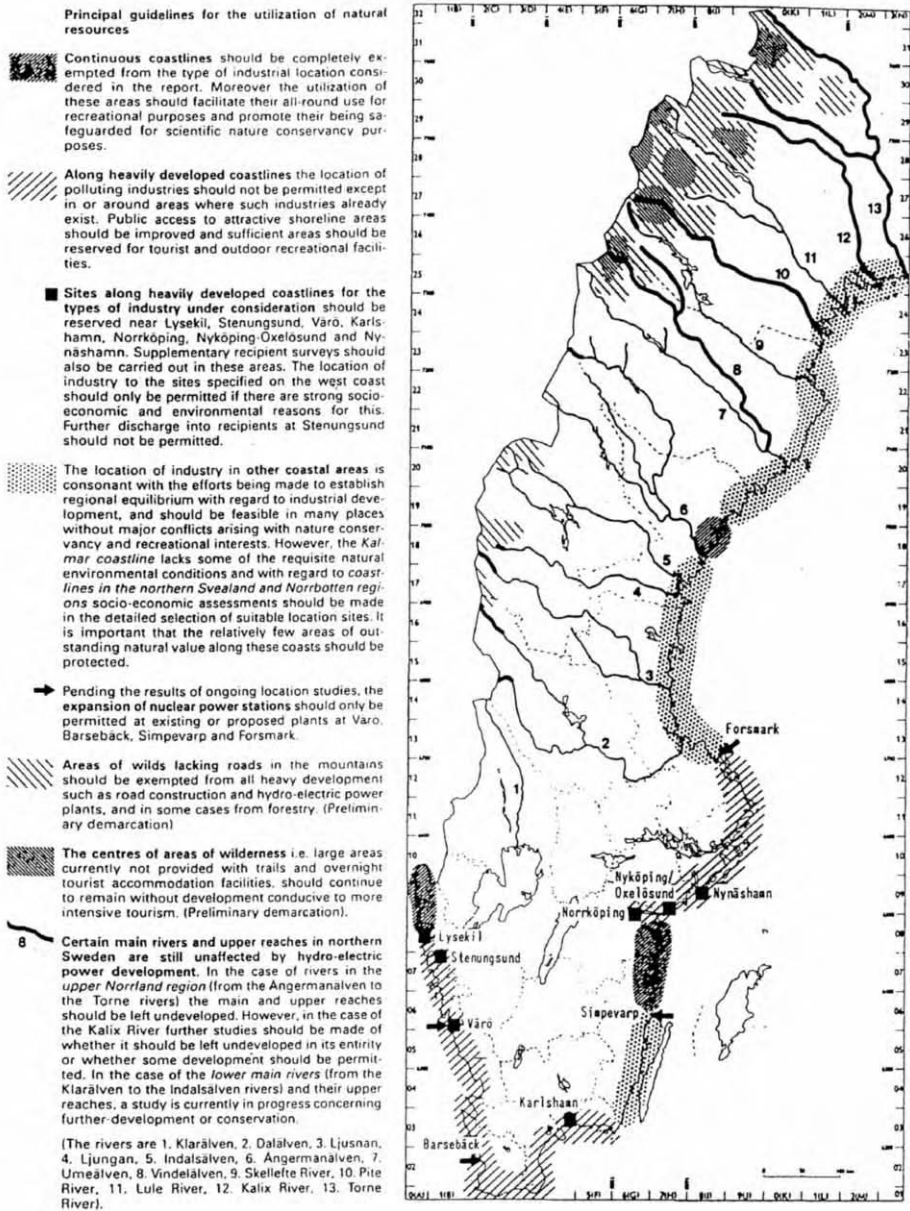 Principal guidelines for the utilization of natural
resources
Continuous coastlines should be completely ex-
empted from the type of industrial location consi-
dered in the report. Moreover the utilization of
these areas should facilitate their all-round use for
recreational purposes and promote their being sa-
feguarded for scientific nature conservancy pur-
poses.
Along heavily developed coastlines the location of
polluting industries should not be permitted except
in or around areas where such industries already
exist. Public access to attractive shoreline areas
should be improved and sufficient areas should be
reserved for tourist and outdoor recreational facili-
ties.
Sites along heavily developed coastlines for the
types of industry under consideration should be
reserved near Lysekil, Stenungsund, Värö, Karls-
hamn, Norrköping, Nyköping-Oxelösund and Ny-
näshamn. Supplementary recipient surveys should
also be carried out in these areas. The location of
industry to the sites specified on the west coast
should only be permitted if there are strong socio-
economic and environmental reasons for this.
Further discharge into recipients at Stenungsund
should not be permitted.
The location of industry in other coastal areas is
consonant with the efforts being made to establish
regional equilibrium with regard to industrial deve-
lopment, and should be feasible in many places
without major conflicts arising with nature conser-
vancy and recreational interests. However, the Kal-
mar coastline lacks some of the requisite natural
environmental conditions and with regard to coast-
lines in the northern Svealand and Norrbotten regi-
ons socio-economic assessments should be made
in the detailed selection of suitable location sites. It
is important that the relatively few areas of out-
standing natural value along these coasts should be
protected.
Pending the results of ongoing location studies, the
expansion of nuclear power stations should only be
permitted at existing or proposed plants at Väro,
Barsebäck, Simpevarp and Forsmark.
Areas of wilds lacking roads in the mountains
should be exempted from all heavy development
such as road construction and hydro-electric power
plants, and in some cases from forestry. (Prelimin-
ary demarcation)
The centres of areas of wilderness i.e. large areas
currently not provided with trails and overnight
tourist accommodation facilities, should continue
to remain without development conducive to more
intensive tourism. (Preliminary demarcation).
8 Certain main rivers and upper reaches in northern
Sweden are still unaffected by hydro-electric
power development. In the case of rivers in the
upper Norrland region (from the Angermanälven to
the Torne rivers) the main and upper reaches
should be left undeveloped. However, in the case of
the Kalix River further studies should be made of
whether it should be left undeveloped in its entirity
or whether some development should be permit-
ted. In the case of the lower main rivers (from the
Klarälven to the Indalsälven rivers) and their upper
reaches, a study is currently in progress concerning
further-development or conservation.
(The rivers are 1. Klarälven, 2. Dalälven, 3. Ljusnan,
4. Ljungan, 5. Indalsälven, 6. Ångermanälven, 7.
Umeälven, 8. Vindelälven, 9. Skellefte River, 10. Pite
River, 11. Lule River, 12. Kalix River, 13. Torne
River).
13
12
11
10
9
8
7
6
5
4
3
2
1
Forsmark
Nyköping/
Oxelösund
Nynäshamn
Norrköping
Lysekil
Stenungsund
Simpevarp
Värö
Karlshamn
Barsebäck